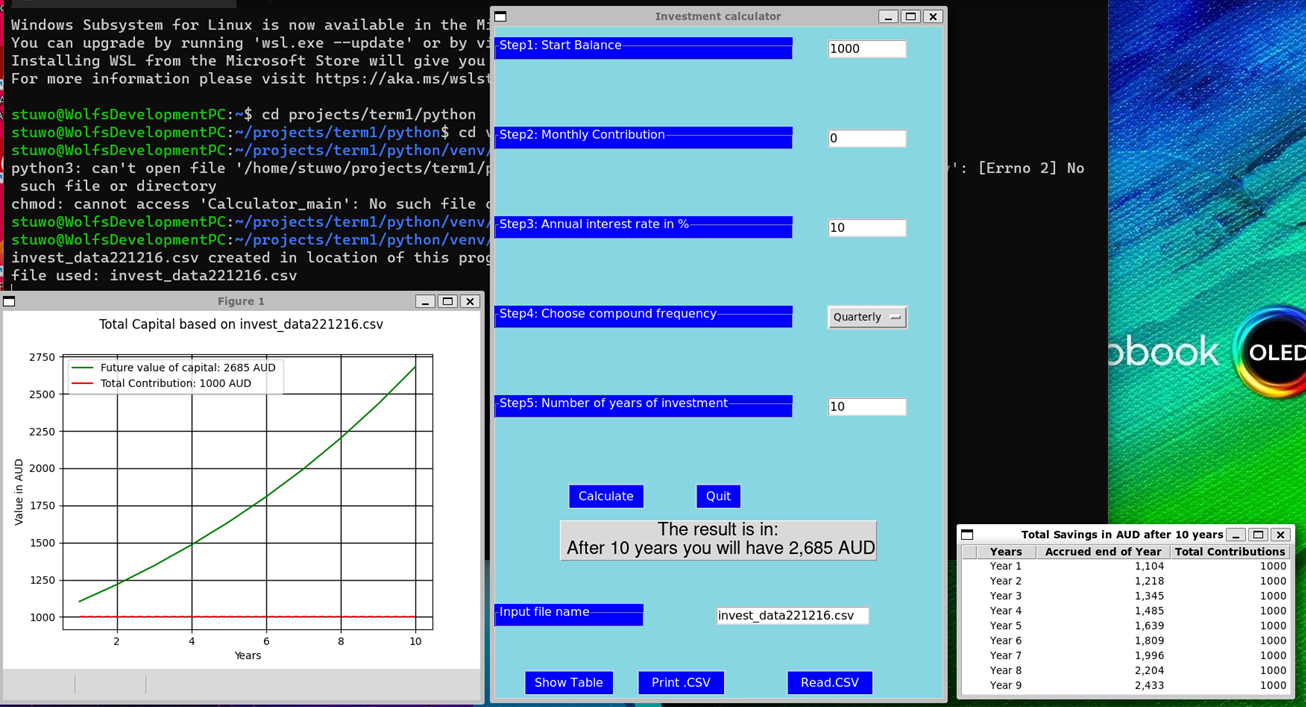 Windows Subsystem for Linux is now available in the Mi
You can upgrade by running 'wsl.exe --update' or by vi
Installing WSL from the Microsoft Store will give you
For more information please visit https://aka.ms/wslst
stuwo@WolfsDevelopmentPC:~$ cd projects/term1/python
stuwo@WolfsDevelopmentPC:~/projects/term1/python$ cd v
stuwo@WolfsDevelopmentPC:~/projects/term1/python/venv/
python3: can't open file '/home/stuwo/projects/term1/p
': [Errno 2] No
such file or directory
chmod: cannot access 'Calculator_main': No such file o
stuwo@WolfsDevelopmentPC:~/projects/term1/python/venv/
stuwo@WolfsDevelopmentPC:~/projects/term1/python/venv/
invest_data221216.csv created in location of this prog
file used: invest_data221216.csv
Figure 1
Total Capital based on invest_data221216.csv
Future value of capital: 2685 AUD
Total Contribution: 1000 AUD
Value in AUD
2750
2500
2250
2000
1750
1500
1250
1000
2 4 6 8 10
Years
Investment calculator
Step1: Start Balance 1000
Step2: Monthly Contribution 0
Step3: Annual interest rate in % 10
Step4: Choose compound frequency Quarterly
Step5: Number of years of investment 10
Calculate Quit
The result is in:
After 10 years you will have 2,685 AUD
Input file name invest_data221216.csv
Show Table Print .CSV Read.CSV
obook OLED
Total Savings in AUD after 10 years
Years Accrued end of Year Total Contributions
Year 1 1,104 1000
Year 2 1,218 1000
Year 3 1,345 1000
Year 4 1,485 1000
Year 5 1,639 1000
Year 6 1,809 1000
Year 7 1,996 1000
Year 8 2,204 1000
Year 9 2,433 1000